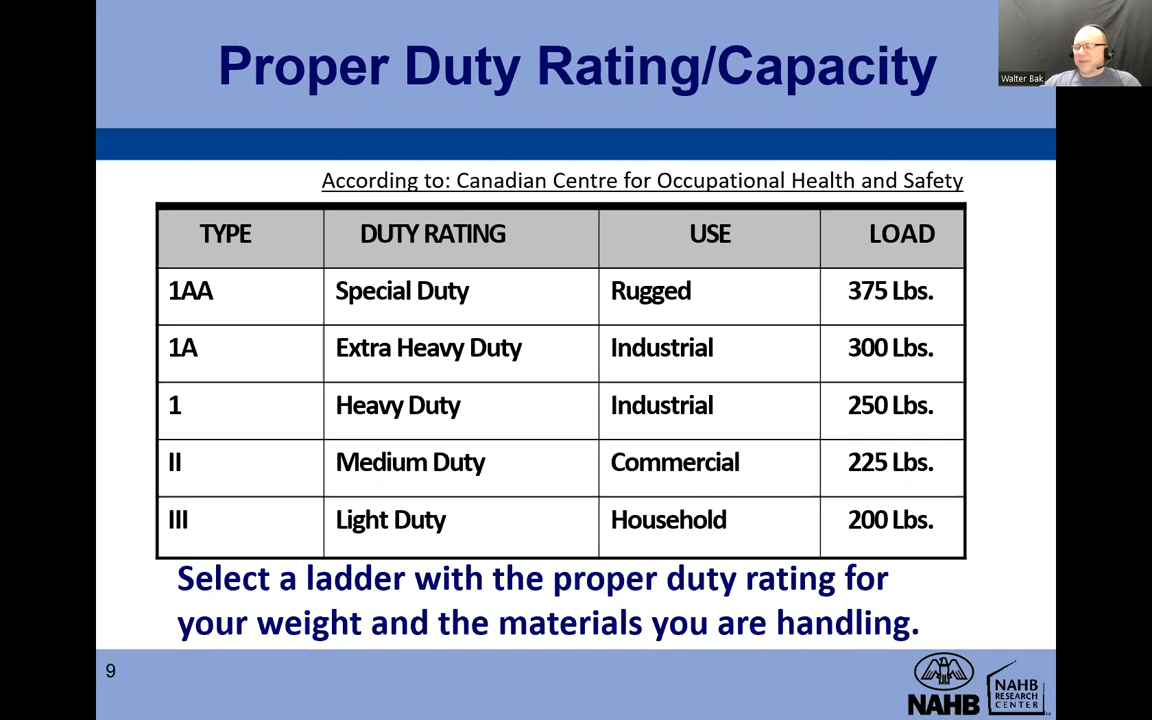 Proper Duty Rating/Capacity
Walter Bak
According to: Canadian Centre for Occupational Health and Safety
TYPE DUTY RATING USE LOAD
1AA Special Duty Rugged 375 Lbs.
1A Extra Heavy Duty Industrial 300 Lbs.
1 Heavy Duty Industrial 250 Lbs.
II Medium Duty Commercial 225 Lbs.
III Light Duty Household 200 Lbs.
Select a ladder with the proper duty rating for
your weight and the materials you are handling.
9
NAHB
NAHB
RESEARCH
CENTER